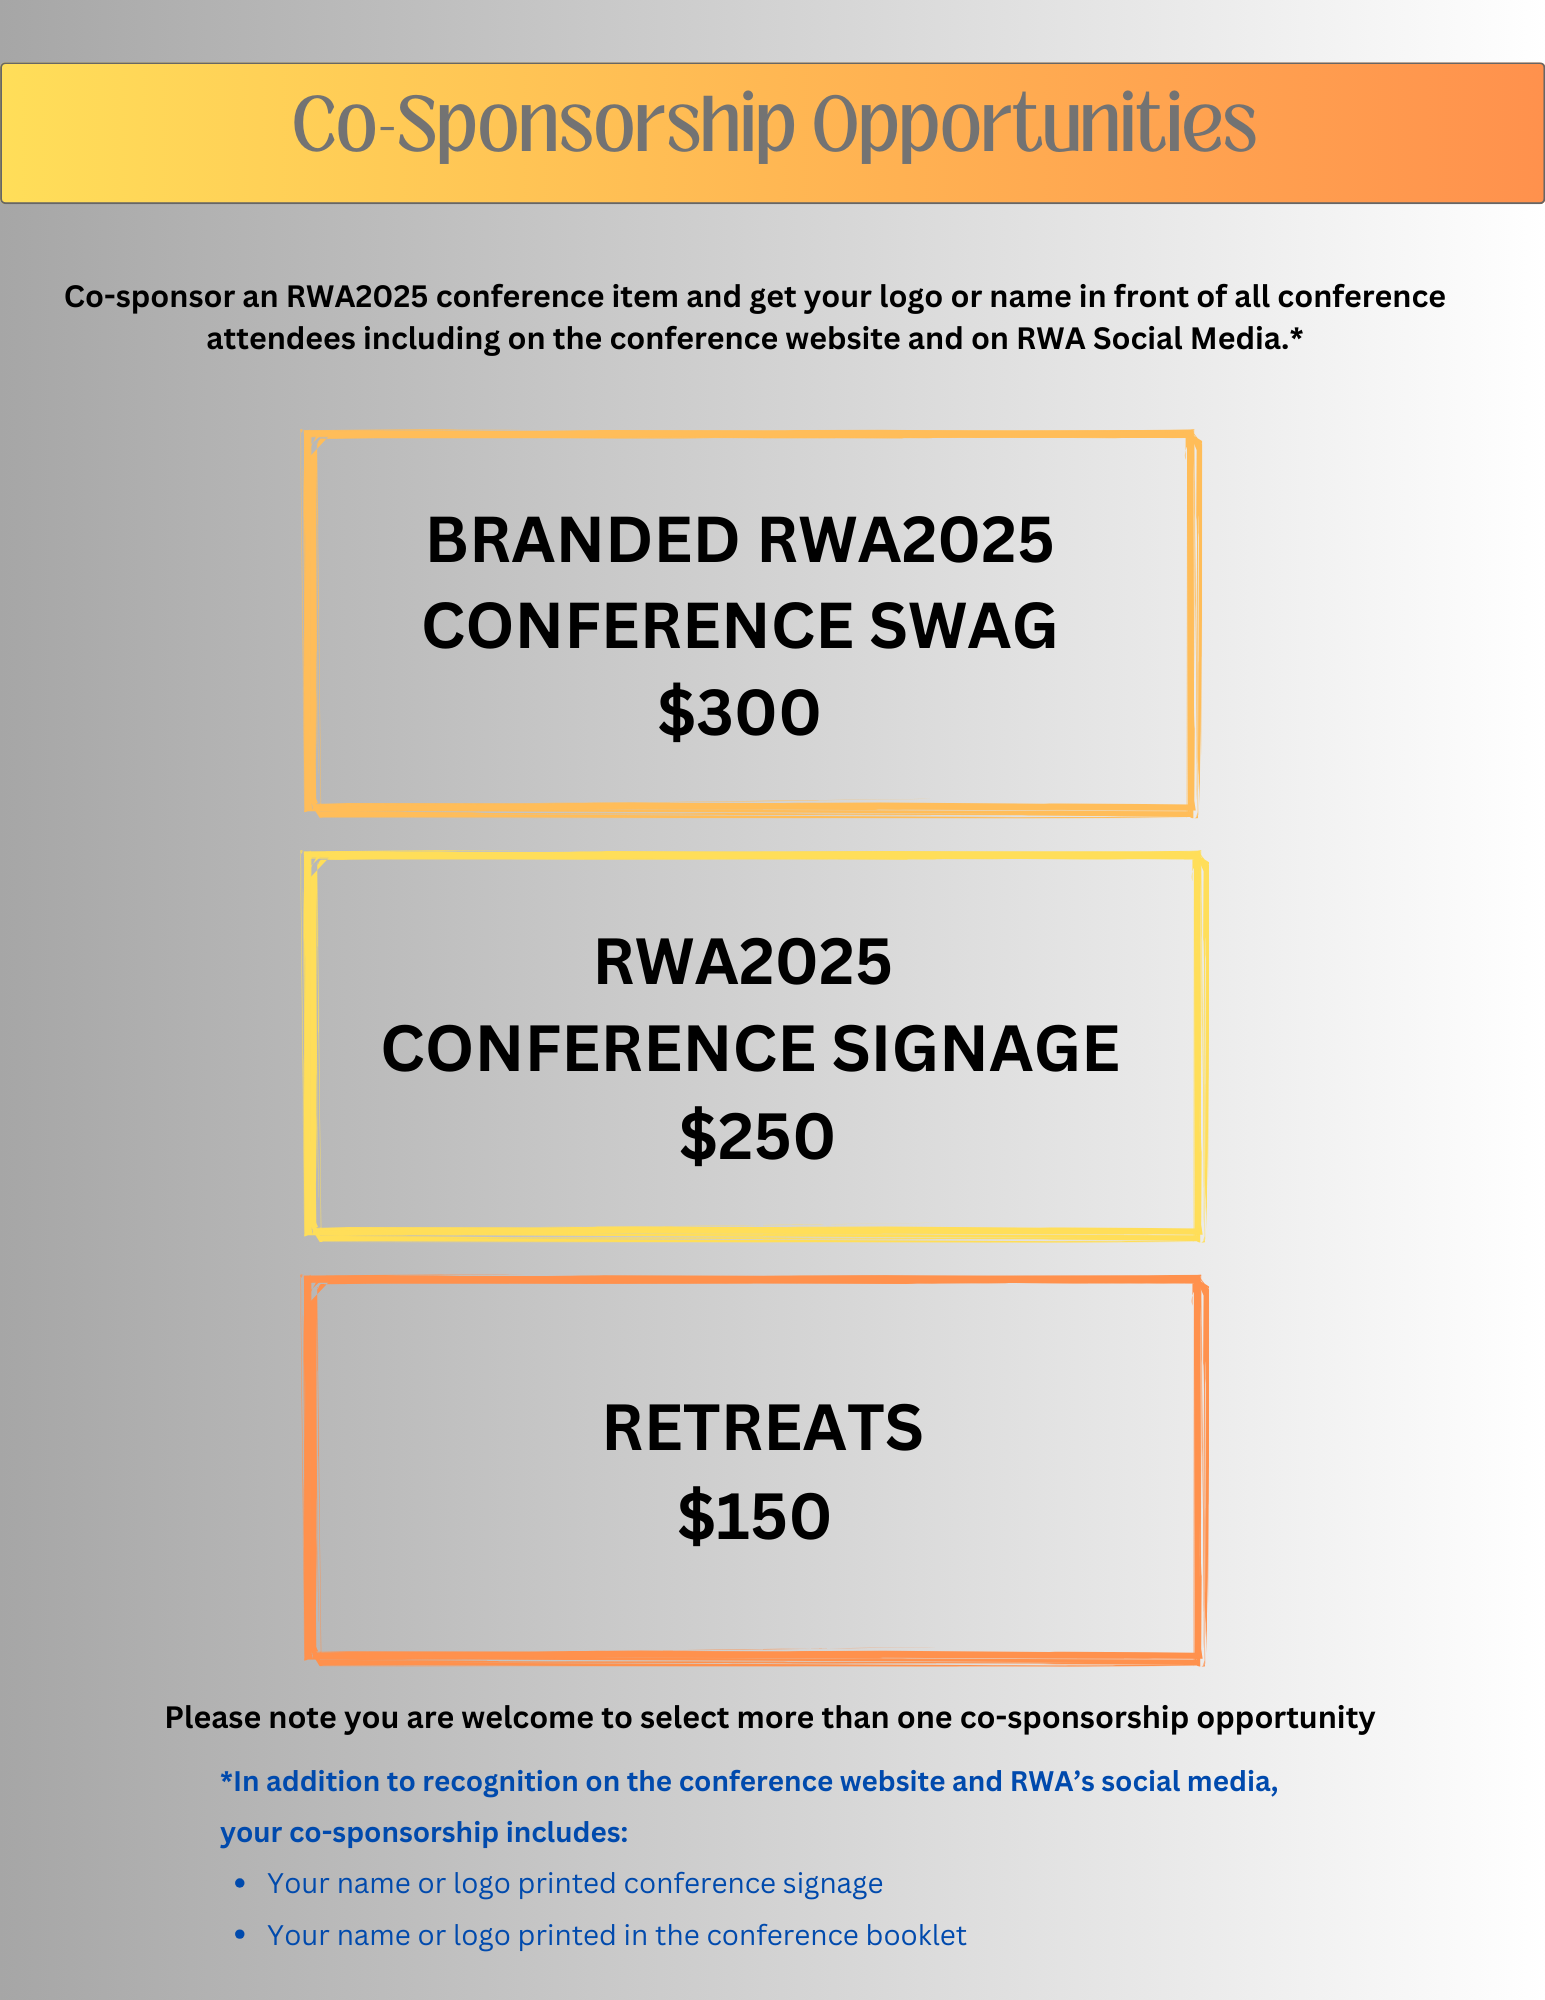 Co-Sponsorship Opportunities
Co-sponsor an RWA2025 conference item and get your logo or name in front of all conference
attendees including on the conference website and on RWA Social Media.*
BRANDED RWA2025
CONFERENCE SWAG
$300
RWA2025
CONFERENCE SIGNAGE
$250
RETREATS
$150
Please note you are welcome to select more than one co-sponsorship opportunity
*In addition to recognition on the conference website and RWA’s social media,
your co-sponsorship includes:
• Your name or logo printed conference signage
• Your name or logo printed in the conference booklet